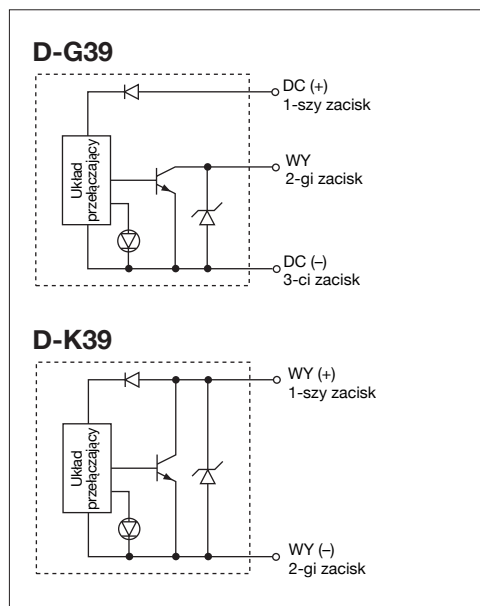 D-G39
DC (+)
1-szy zacisk
WY
2-gi zacisk
Układ
przełączający
DC (–)
3-ci zacisk
D-K39
WY (+)
1-szy zacisk
Układ
przełączający
WY (–)
2-gi zacisk